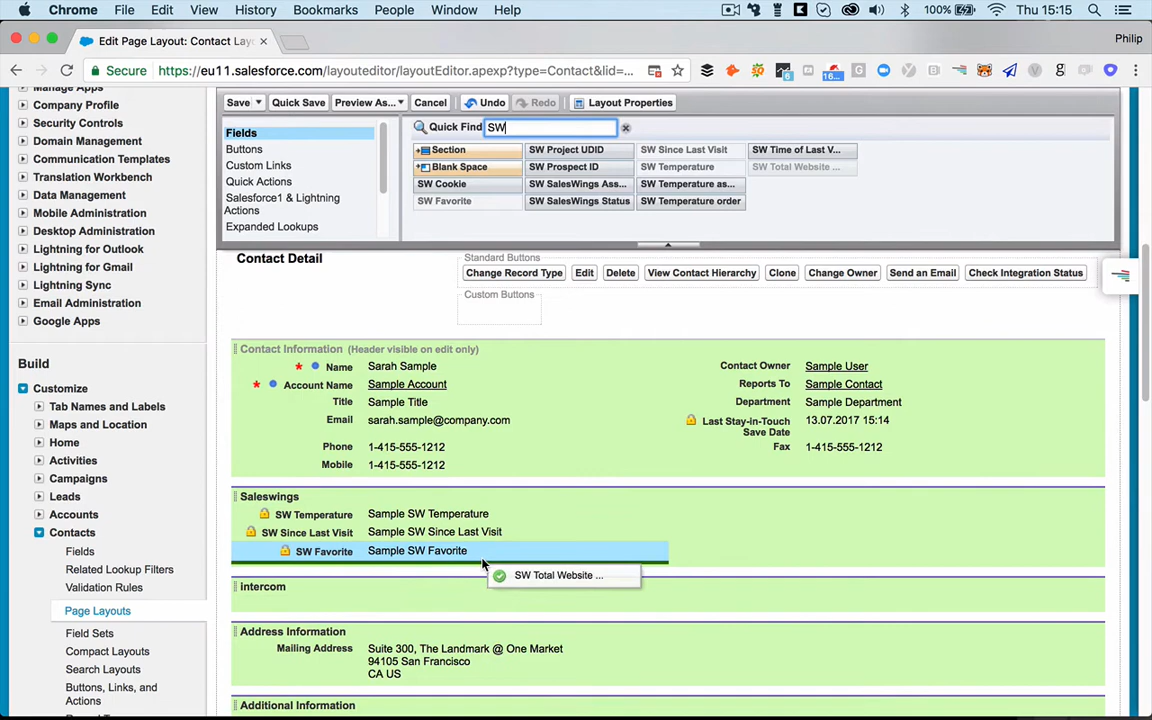 Chrome File Edit View History Bookmarks People Window Help 100% Thu 15:15
Edit Page Layout: Contact Lay Philip
Secure https://eu11.salesforce.com/layouteditor/layoutEditor.apexp?type=Contact&lid=... 6 16...
Manage Apps
Company Profile
Security Controls
Domain Management
Communication Templates
Translation Workbench
Data Management
Mobile Administration
Desktop Administration
Lightning for Outlook
Lightning for Gmail
Lightning Sync
Email Administration
Google Apps
Build
Customize
Tab Names and Labels
Maps and Location
Home
Activities
Campaigns
Leads
Accounts
Contacts
Fields
Related Lookup Filters
Validation Rules
Page Layouts
Field Sets
Compact Layouts
Search Layouts
Buttons, Links, and
Actions
Save Quick Save Preview As... Cancel Undo Redo Layout Properties
Fields
Buttons
Custom Links
Quick Actions
Salesforce1 & Lightning
Actions
Expanded Lookups
Quick Find SW
Section SW Project UDID SW Since Last Visit SW Time of Last V...
Blank Space SW Prospect ID SW Temperature SW Total Website ...
SW Cookie SW SalesWings Ass... SW Temperature as...
SW Favorite SW SalesWings Status SW Temperature order
Contact Detail
Standard Buttons
Change Record Type Edit Delete View Contact Hierarchy Clone Change Owner Send an Email Check Integration Status
Custom Buttons
Contact Information (Header visible on edit only)
* Name Sarah Sample Contact Owner Sample User
* Account Name Sample Account Reports To Sample Contact
Title Sample Title Department Sample Department
Email sarah.sample@company.com Last Stay-in-Touch 13.07.2017 15:14
Save Date
Phone 1-415-555-1212 Fax 1-415-555-1212
Mobile 1-415-555-1212
Saleswings
SW Temperature Sample SW Temperature
SW Since Last Visit Sample SW Since Last Visit
SW Favorite Sample SW Favorite
SW Total Website ...
intercom
Address Information
Mailing Address Suite 300, The Landmark @ One Market
94105 San Francisco
CA US
Additional Information